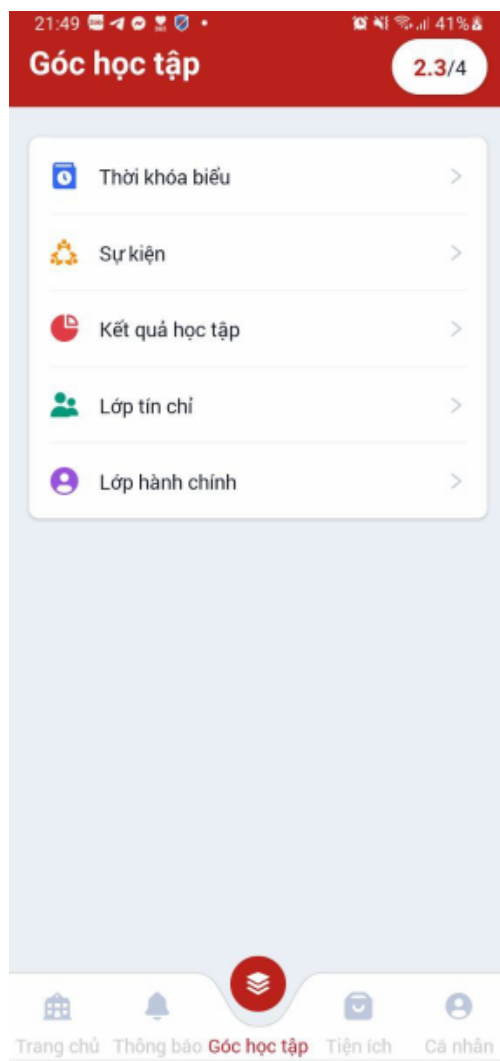 21:49 41%
Góc học tập 2.3/4
Thời khóa biểu
Sự kiện
Kết quả học tập
Lớp tín chỉ
Lớp hành chính
Trang chủ Thông báo Góc học tập Tiện ích Cá nhân